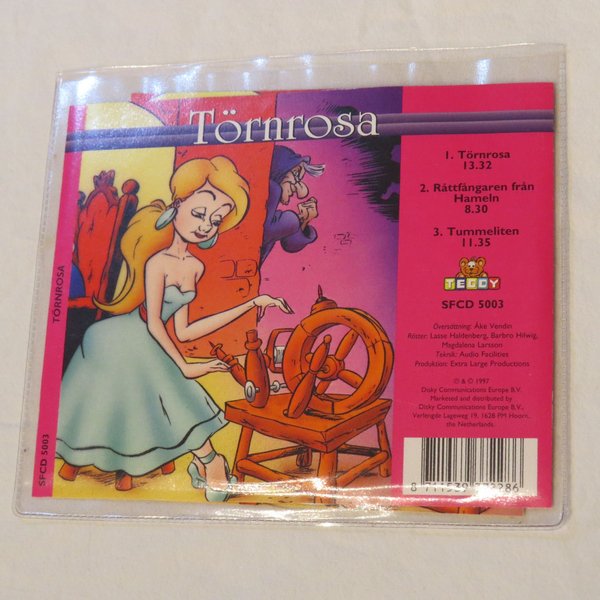 Törnrosa
1. Törnrosa
13.32
2. Råttfångaren från
Hameln
8.30
3. Tummeliten
11.35
TEDDY
SFCD 5003
Översättning: Åke Vendin
Röster: Lasse Haldenberg, Barbro Hilwig,
Magdalena Larsson
Teknik: Audio Facilities
Produktion: Extra Large Productions
℗ & © 1997
Disky Communications Europe B.V.
Marketed and distributed by
Disky Communications Europe B.V.,
Verlengde Lageweg 19, 1628 PM Hoorn,
the Netherlands.
TÖRNROSA
SFCD 5003